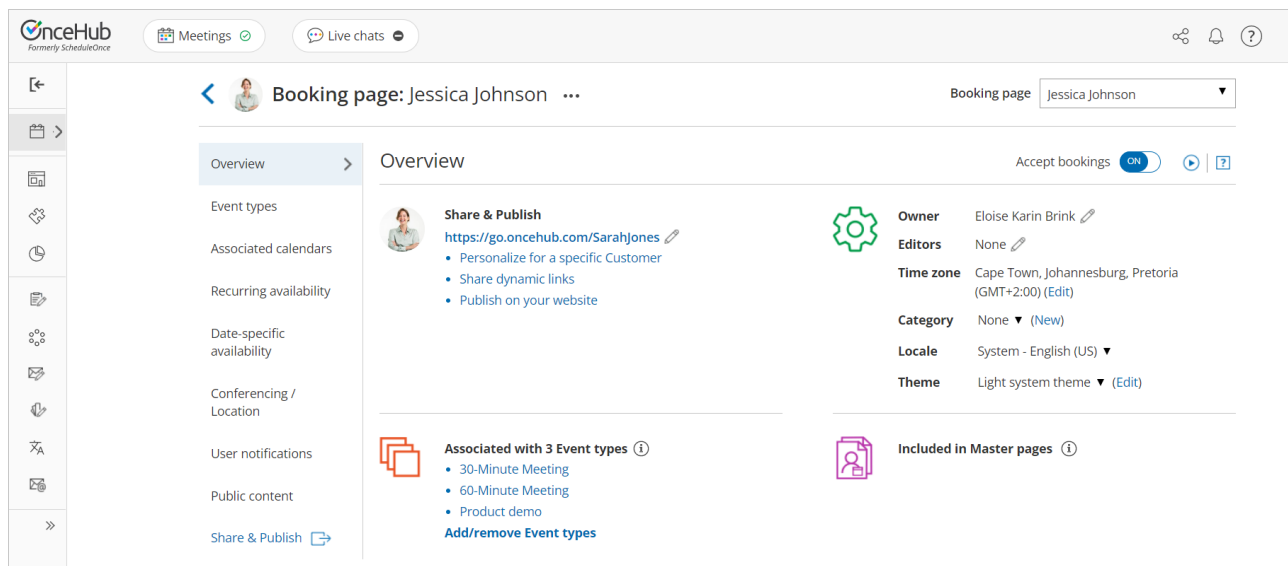 OnceHub
Formerly ScheduleOnce
Meetings
Live chats
?
Booking page: Jessica Johnson ...
Booking page
Jessica Johnson
Overview
Event types
Associated calendars
Recurring availability
Date-specific
availability
Conferencing /
Location
User notifications
Public content
Share & Publish
Overview
Accept bookings
ON
?
Share & Publish
https://go.oncehub.com/SarahJones
• Personalize for a specific Customer
• Share dynamic links
• Publish on your website
Owner Eloise Karin Brink
Editors None
Time zone Cape Town, Johannesburg, Pretoria
(GMT+2:00) (Edit)
Category None ▼ (New)
Locale System - English (US) ▼
Theme Light system theme ▼ (Edit)
Associated with 3 Event types
• 30-Minute Meeting
• 60-Minute Meeting
• Product demo
Add/remove Event types
Included in Master pages